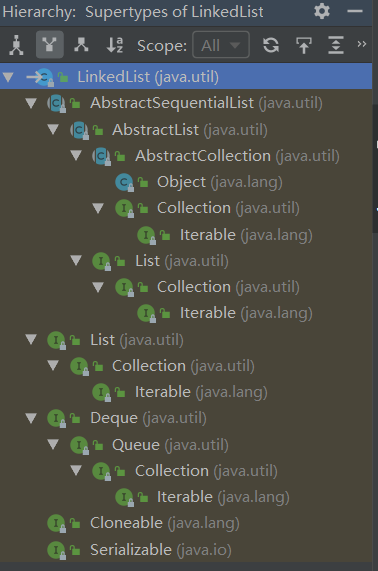 Hierarchy: Supertypes of LinkedList
Scope: All
LinkedList (java.util)
AbstractSequentialList (java.util)
AbstractList (java.util)
AbstractCollection (java.util)
Object (java.lang)
Collection (java.util)
Iterable (java.lang)
List (java.util)
Collection (java.util)
Iterable (java.lang)
List (java.util)
Collection (java.util)
Iterable (java.lang)
Deque (java.util)
Queue (java.util)
Collection (java.util)
Iterable (java.lang)
Cloneable (java.lang)
Serializable (java.io)